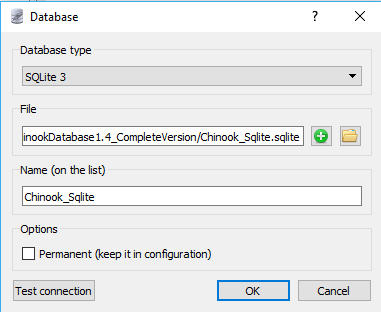 Database
?
Database type
SQLite 3
File
inookDatabase1.4_CompleteVersion/Chinook_Sqlite.sqlite
Name (on the list)
Chinook_Sqlite
Options
Permanent (keep it in configuration)
Test connection OK Cancel